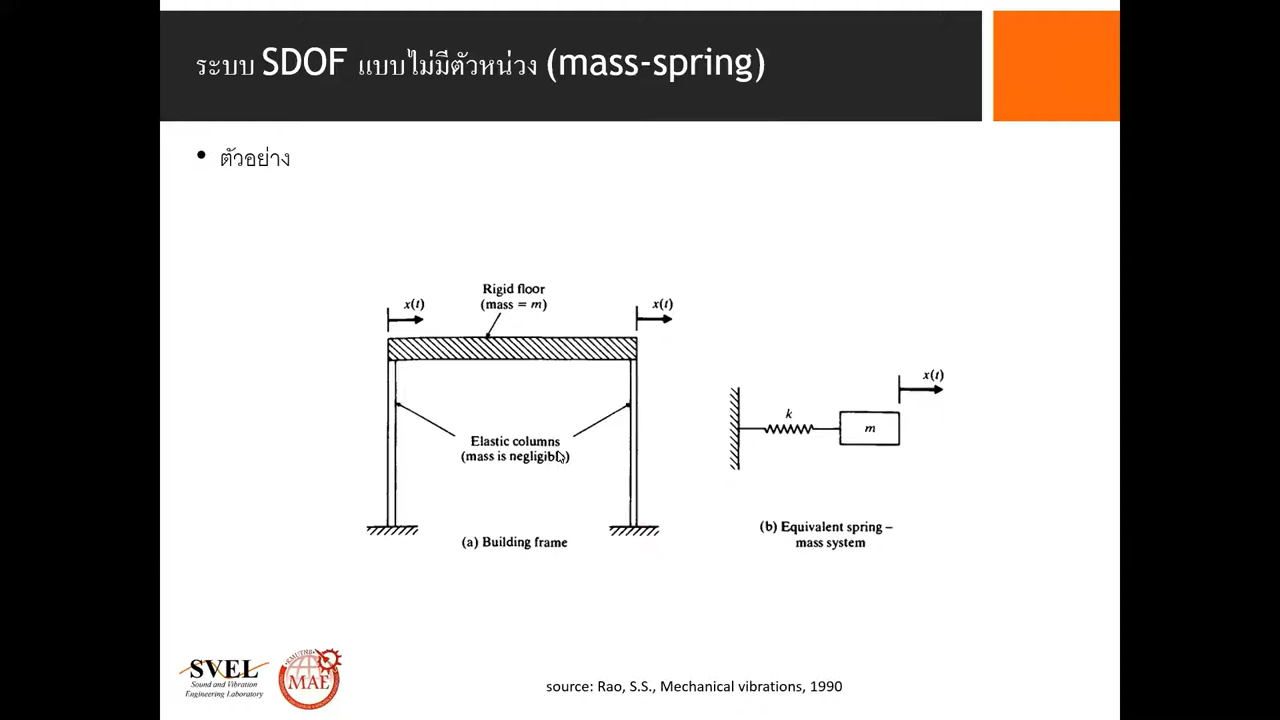 ระบบ SDOF แบบไม่มีตัวหน่วง (mass-spring)
• ตัวอย่าง
Rigid floor
(mass = m)
x(t)
x(t)
Elastic columns
(mass is negligible)
(a) Building frame
x(t)
k
m
(b) Equivalent spring –
mass system
SVEL
Sound and Vibration
Engineering Laboratory
KMUTNB
MAE
source: Rao, S.S., Mechanical vibrations, 1990